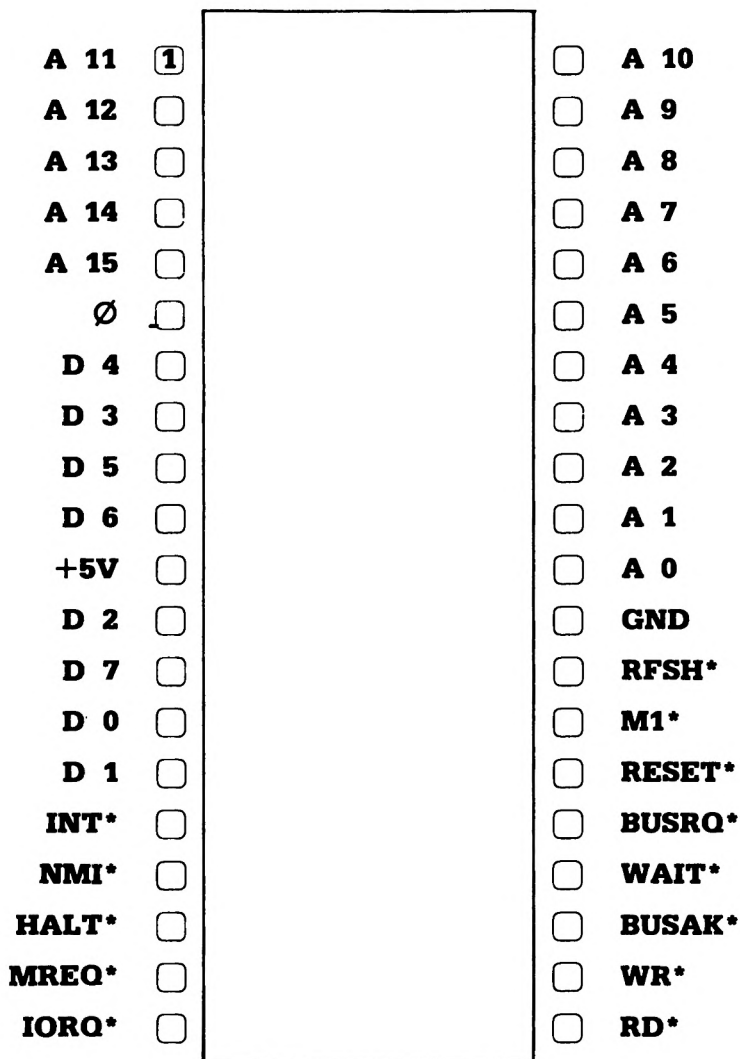 A 11 1 A 10
A 12 A 9
A 13 A 8
A 14 A 7
A 15 A 6
Ø A 5
D 4 A 4
D 3 A 3
D 5 A 2
D 6 A 1
+5V A 0
D 2 GND
D 7 RFSH*
D 0 M1*
D 1 RESET*
INT* BUSRQ*
NMI* WAIT*
HALT* BUSAK*
MREQ* WR*
IORQ* RD*